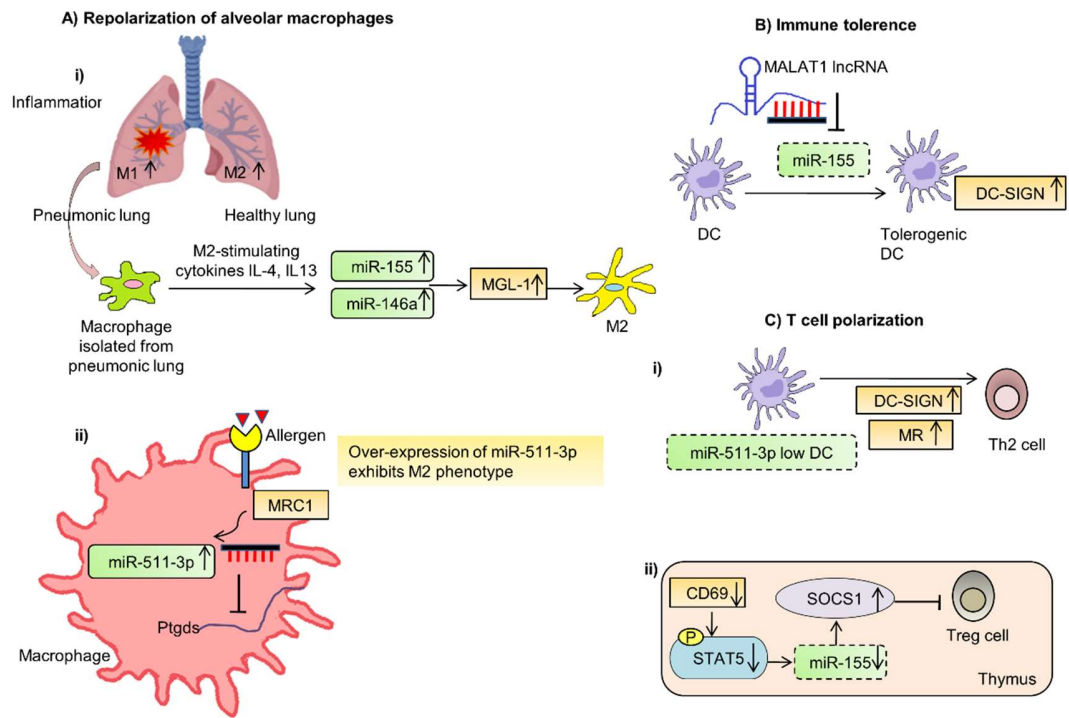 A) Repolarization of alveolar macrophages
i)
Inflammation
M1
M2
Pneumonic lung
Healthy lung
M2-stimulating
cytokines IL-4, IL13
miR-155
miR-146a
MGL-1
M2
Macrophage
isolated from
pneumonic lung
ii)
Allergen
Over-expression of miR-511-3p
exhibits M2 phenotype
MRC1
miR-511-3p
Ptgds
Macrophage
B) Immune tolerence
MALAT1 lncRNA
miR-155
DC-SIGN
DC
Tolerogenic
DC
C) T cell polarization
i)
DC-SIGN
MR
Th2 cell
miR-511-3p low DC
ii)
CD69
SOCS1
P
STAT5
miR-155
Treg cell
Thymus